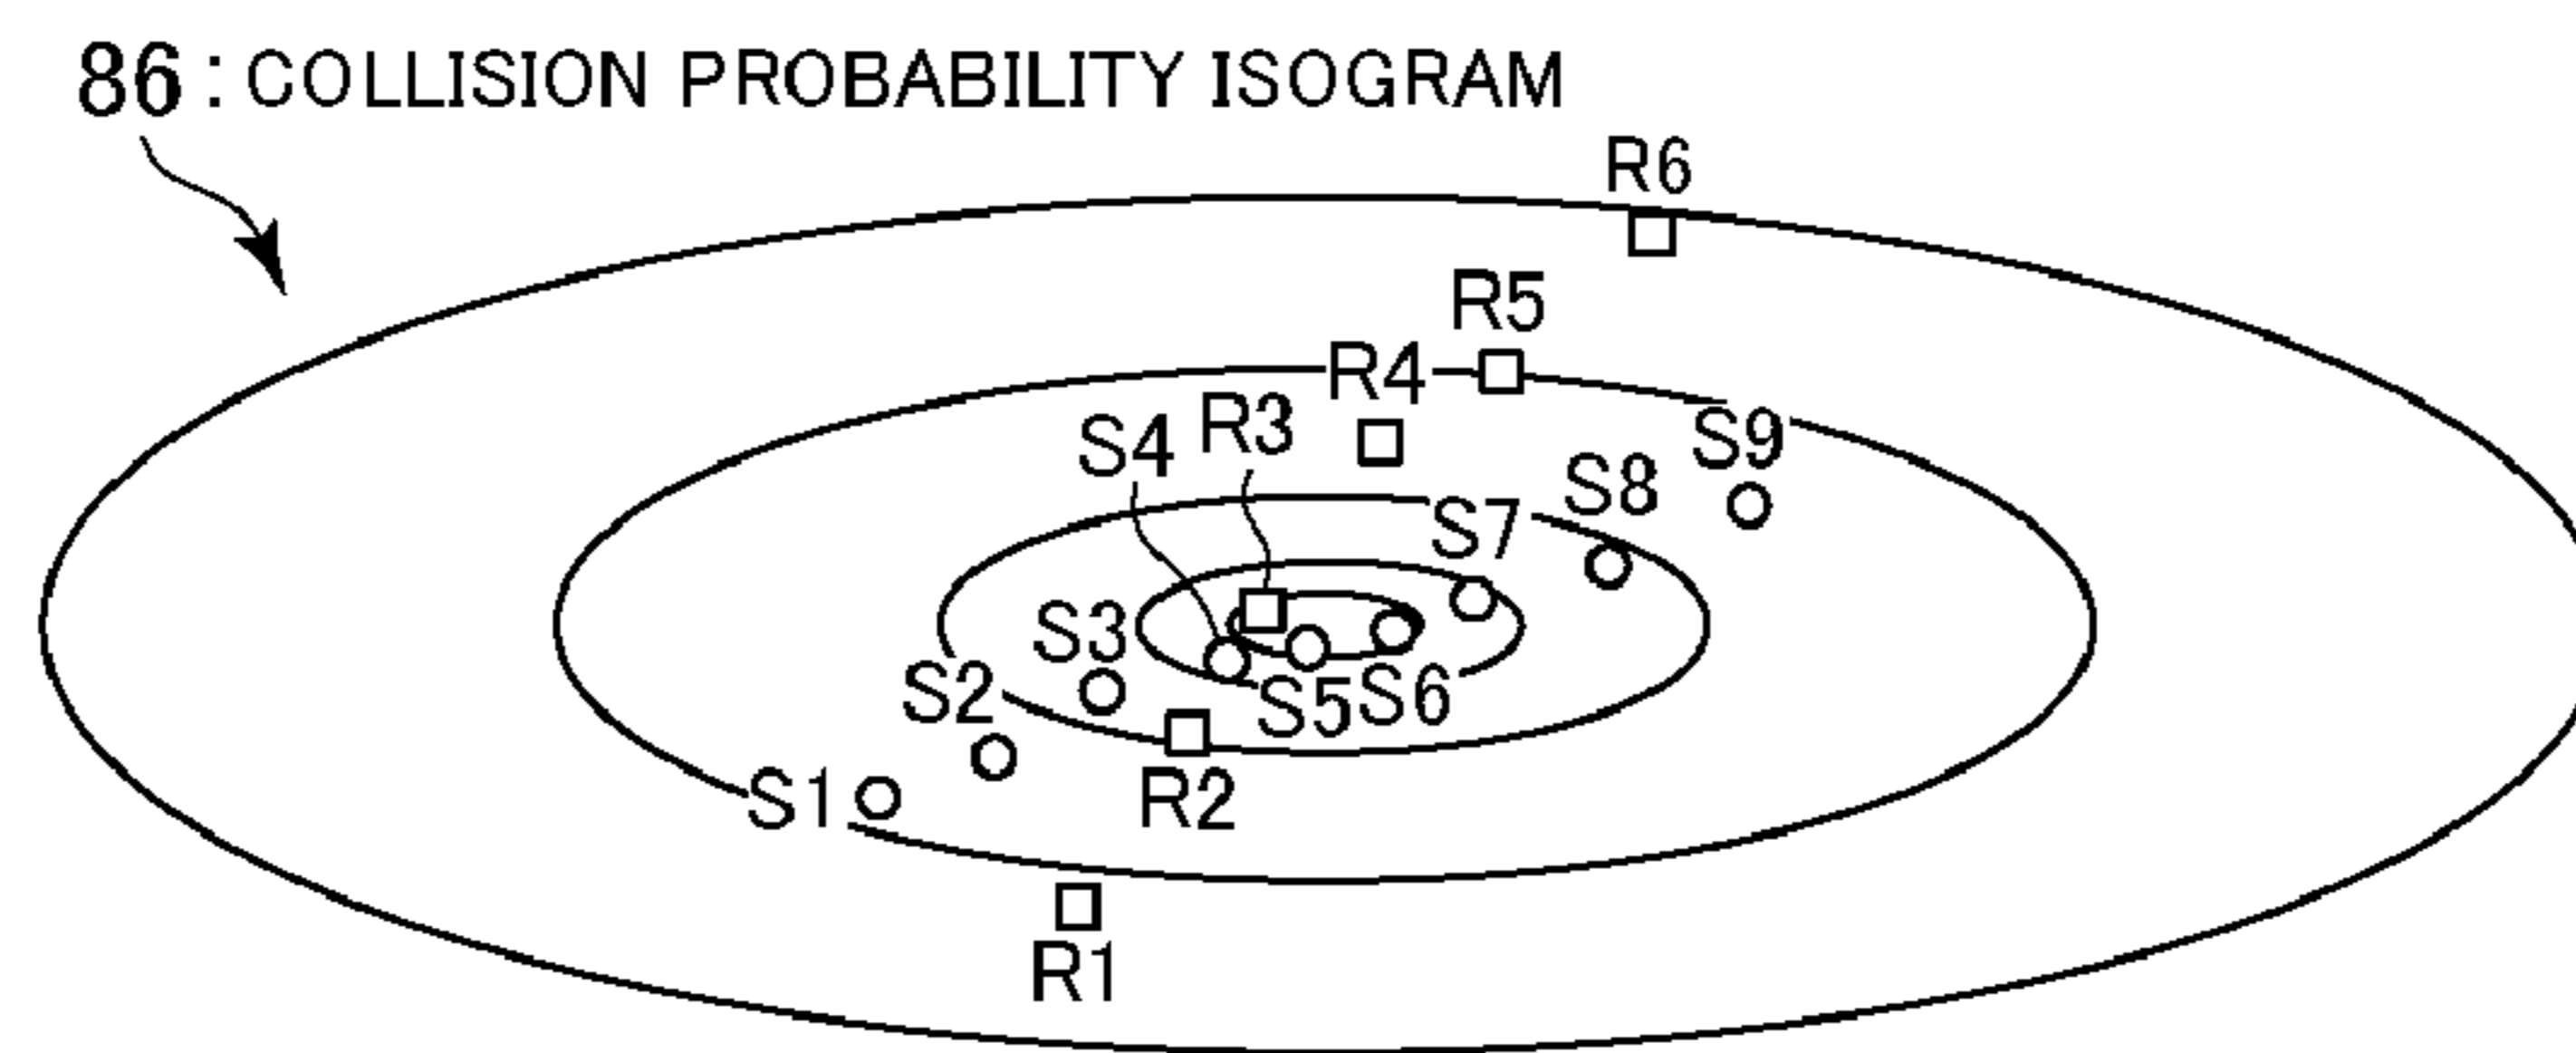 86 : COLLISION PROBABILITY ISOGRAM
R6
R5
R4
R3
S4
S9
S8
S7
S3
S2
S5
S6
S1
R2
R1